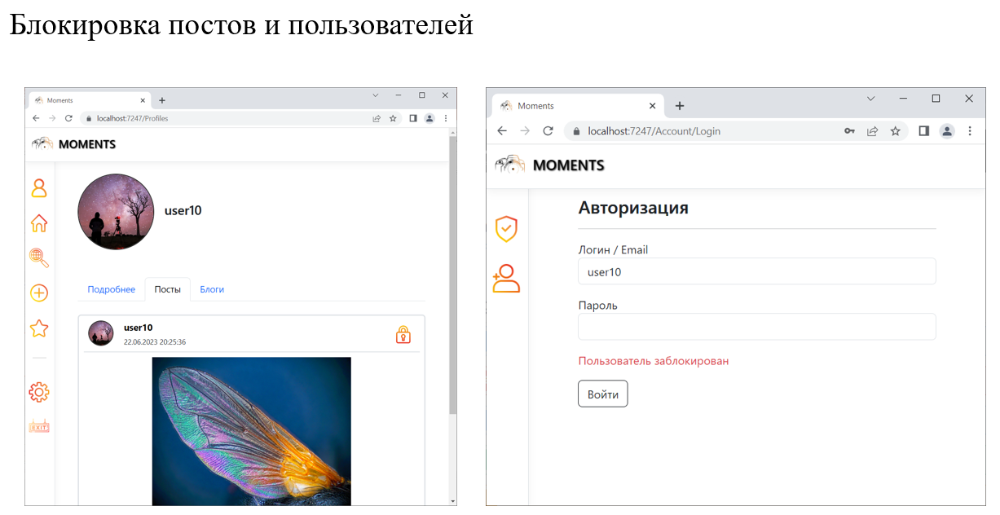 Блокировка постов и пользователей
Moments
localhost:7247/Profiles
MOMENTS
user10
Подробнее Посты Блоги
user10
22.06.2023 20:25:36
EXIT
Moments
localhost:7247/Account/Login
MOMENTS
Авторизация
Логин / Email
user10
Пароль
Пользователь заблокирован
Войти